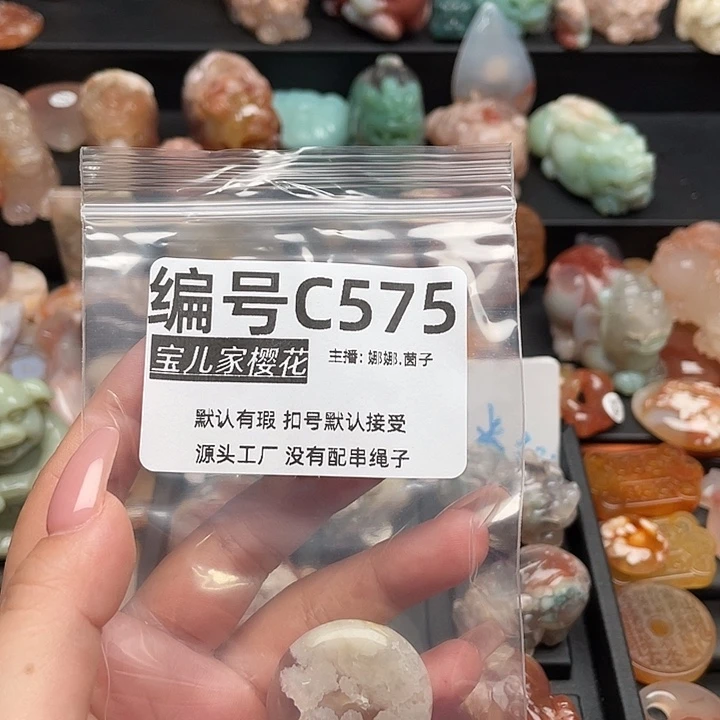 编号C575
宝儿家樱花 主播: 娜娜.茵子
默认有瑕 扣号默认接受
源头工厂 没有配串绳子